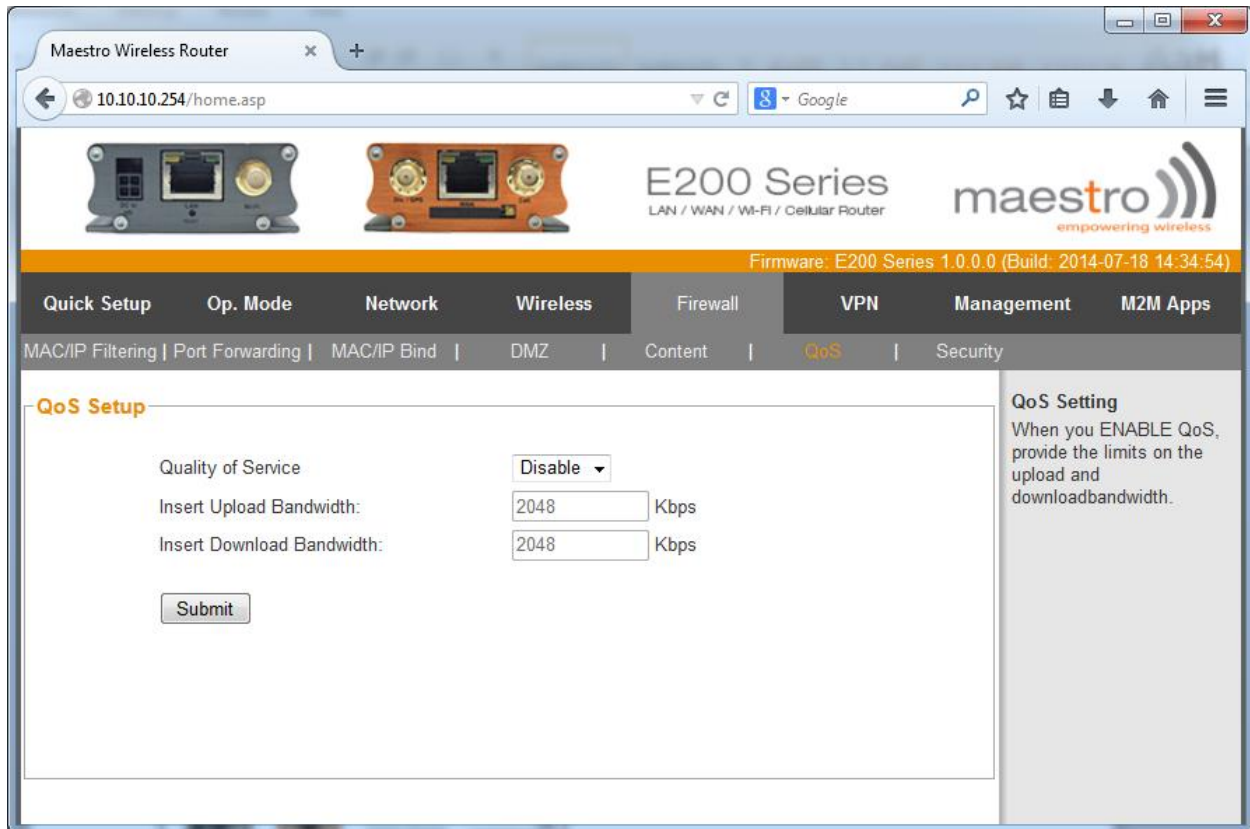 Maestro Wireless Router
10.10.10.254/home.asp
Google
E200 Series
LAN / WAN / Wi-Fi / Cellular Router
maestro
empowering wireless
Firmware: E200 Series 1.0.0.0 (Build: 2014-07-18 14:34:54)
Quick Setup Op. Mode Network Wireless Firewall VPN Management M2M Apps
MAC/IP Filtering | Port Forwarding | MAC/IP Bind | DMZ | Content | QoS | Security
QoS Setup
Quality of Service Disable
Insert Upload Bandwidth: 2048 Kbps
Insert Download Bandwidth: 2048 Kbps
Submit
QoS Setting
When you ENABLE QoS,
provide the limits on the
upload and
downloadbandwidth.